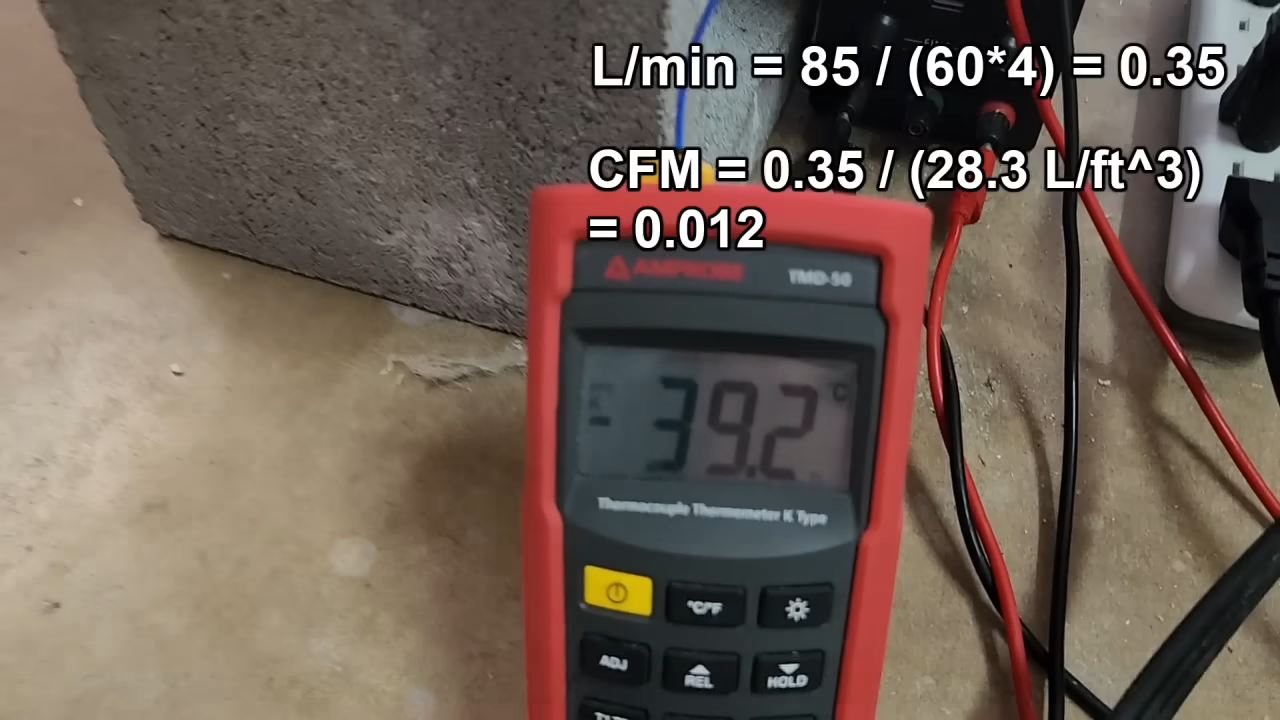 L/min = 85 / (60*4) = 0.35
CFM = 0.35 / (28.3 L/ft^3)
= 0.012
AMPROBE TMD-50
-39.2 °C
Thermocouple Thermometer K Type
°C/°F
ADJ REL HOLD